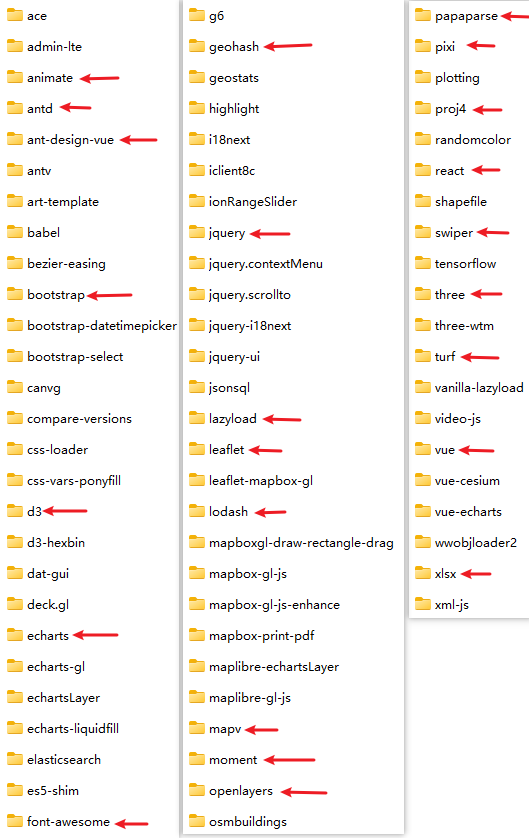 ace
admin-lte
animate
antd
ant-design-vue
antv
art-template
babel
bezier-easing
bootstrap
bootstrap-datetimepicker
bootstrap-select
canvg
compare-versions
css-loader
css-vars-ponyfill
d3
d3-hexbin
dat-gui
deck.gl
echarts
echarts-gl
echartsLayer
echarts-liquidfill
elasticsearch
es5-shim
font-awesome
g6
geohash
geostats
highlight
i18next
iclient8c
ionRangeSlider
jquery
jquery.contextMenu
jquery.scrollto
jquery-i18next
jquery-ui
jsonsql
lazyload
leaflet
leaflet-mapbox-gl
lodash
mapboxgl-draw-rectangle-drag
mapbox-gl-js
mapbox-gl-js-enhance
mapbox-print-pdf
maplibre-echartsLayer
maplibre-gl-js
mapv
moment
openlayers
osmbuildings
papaparse
pixi
plotting
proj4
randomcolor
react
shapefile
swiper
tensorflow
three
three-wtm
turf
vanilla-lazyload
video-js
vue
vue-cesium
vue-echarts
wwobjloader2
xlsx
xml-js